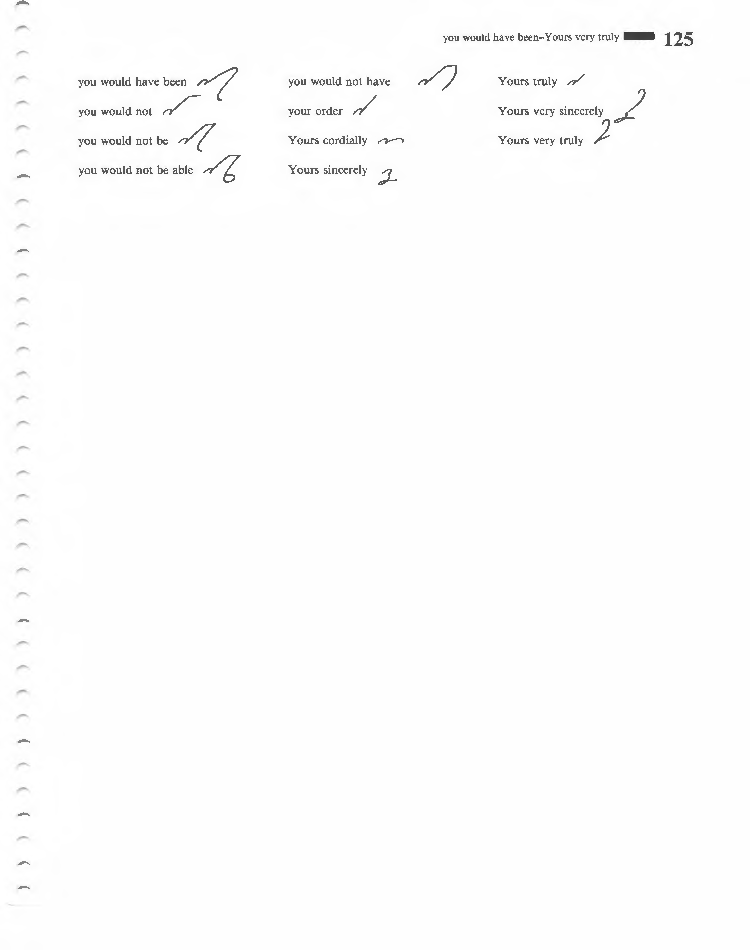 you would have been–Yours very truly 125
you would have been
you would not
you would not be
you would not be able
you would not have
your order
Yours cordially
Yours sincerely
Yours truly
Yours very sincerely
Yours very truly